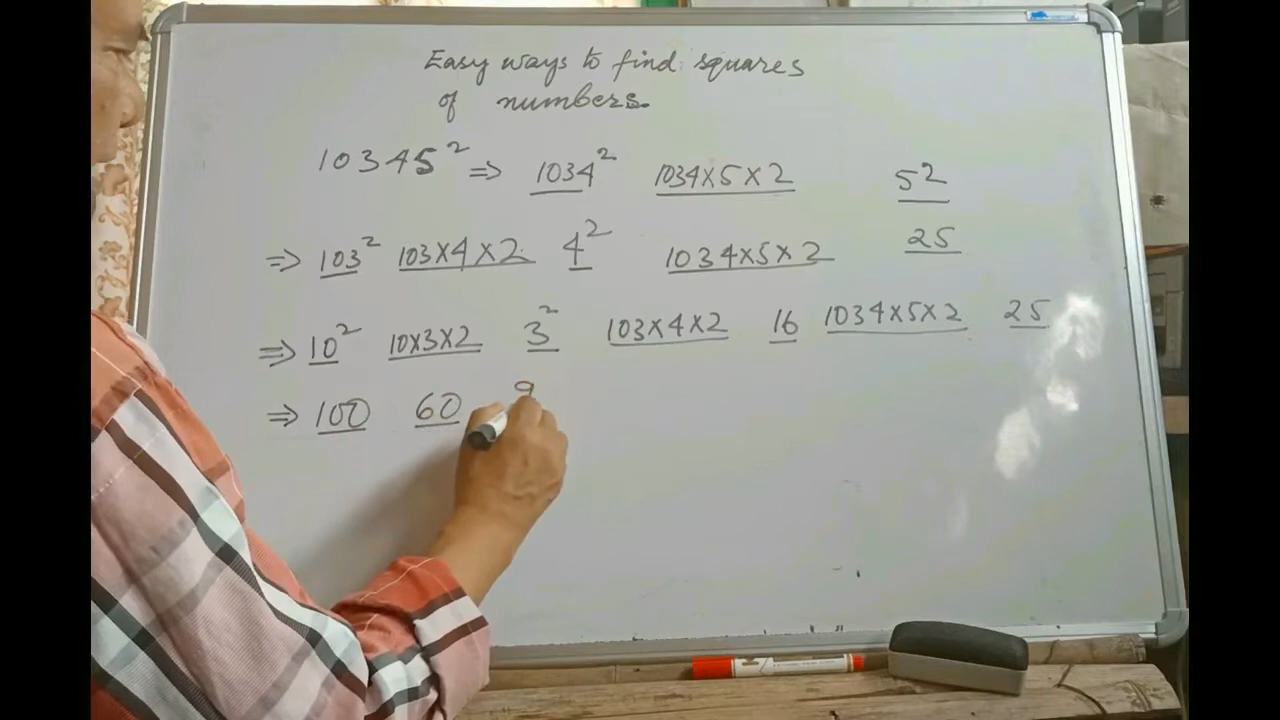 Easy ways to find squares
of numbers.
10345² ⇒ 1034² 1034×5×2 5²
⇒ 103² 103×4×2 4² 1034×5×2 25
⇒ 10² 10×3×2 3² 103×4×2 16 1034×5×2 25
⇒ 100 60 9